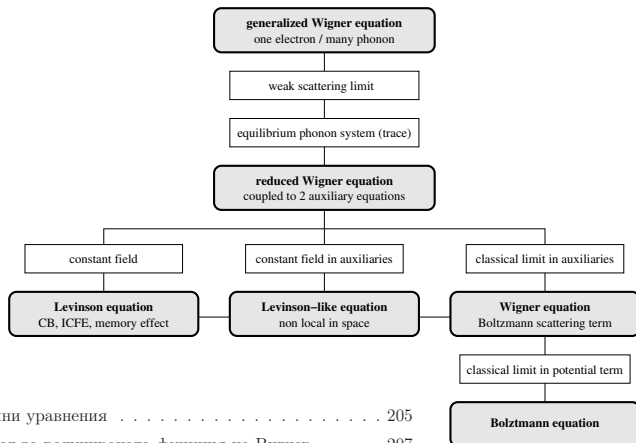 generalized Wigner equation
one electron / many phonon
weak scattering limit
equilibrium phonon system (trace)
reduced Wigner equation
coupled to 2 auxiliary equations
constant field
constant field in auxiliaries
classical limit in auxiliaries
Levinson equation
CB, ICFE, memory effect
Levinson−like equation
non local in space
Wigner equation
Boltzmann scattering term
classical limit in potential term
Bolztmann equation
уравнения . . . . . . . . . . . . . . . . . . . . 205
207